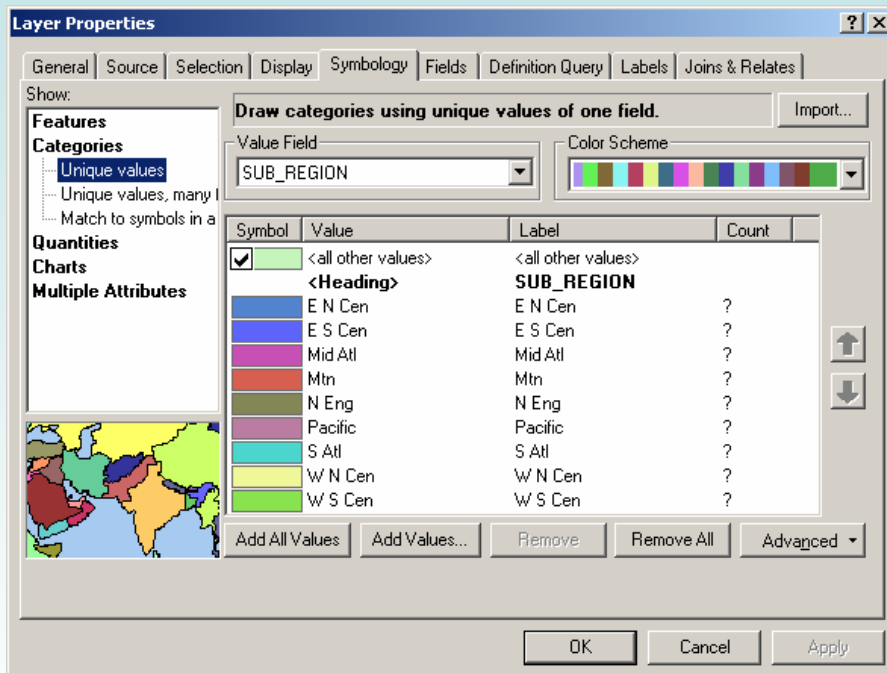 Layer Properties
? X
General Source Selection Display Symbology Fields Definition Query Labels Joins & Relates
Show:
Features
Categories
Unique values
Unique values, many f
Match to symbols in a
Quantities
Charts
Multiple Attributes
Draw categories using unique values of one field.
Import...
Value Field
SUB_REGION
Color Scheme
Symbol Value Label Count
<all other values> <all other values>
<Heading> SUB_REGION
E N Cen E N Cen ?
E S Cen E S Cen ?
Mid Atl Mid Atl ?
Mtn Mtn ?
N Eng N Eng ?
Pacific Pacific ?
S Atl S Atl ?
W N Cen W N Cen ?
W S Cen W S Cen ?
Add All Values Add Values... Remove Remove All Advanced
OK Cancel Apply